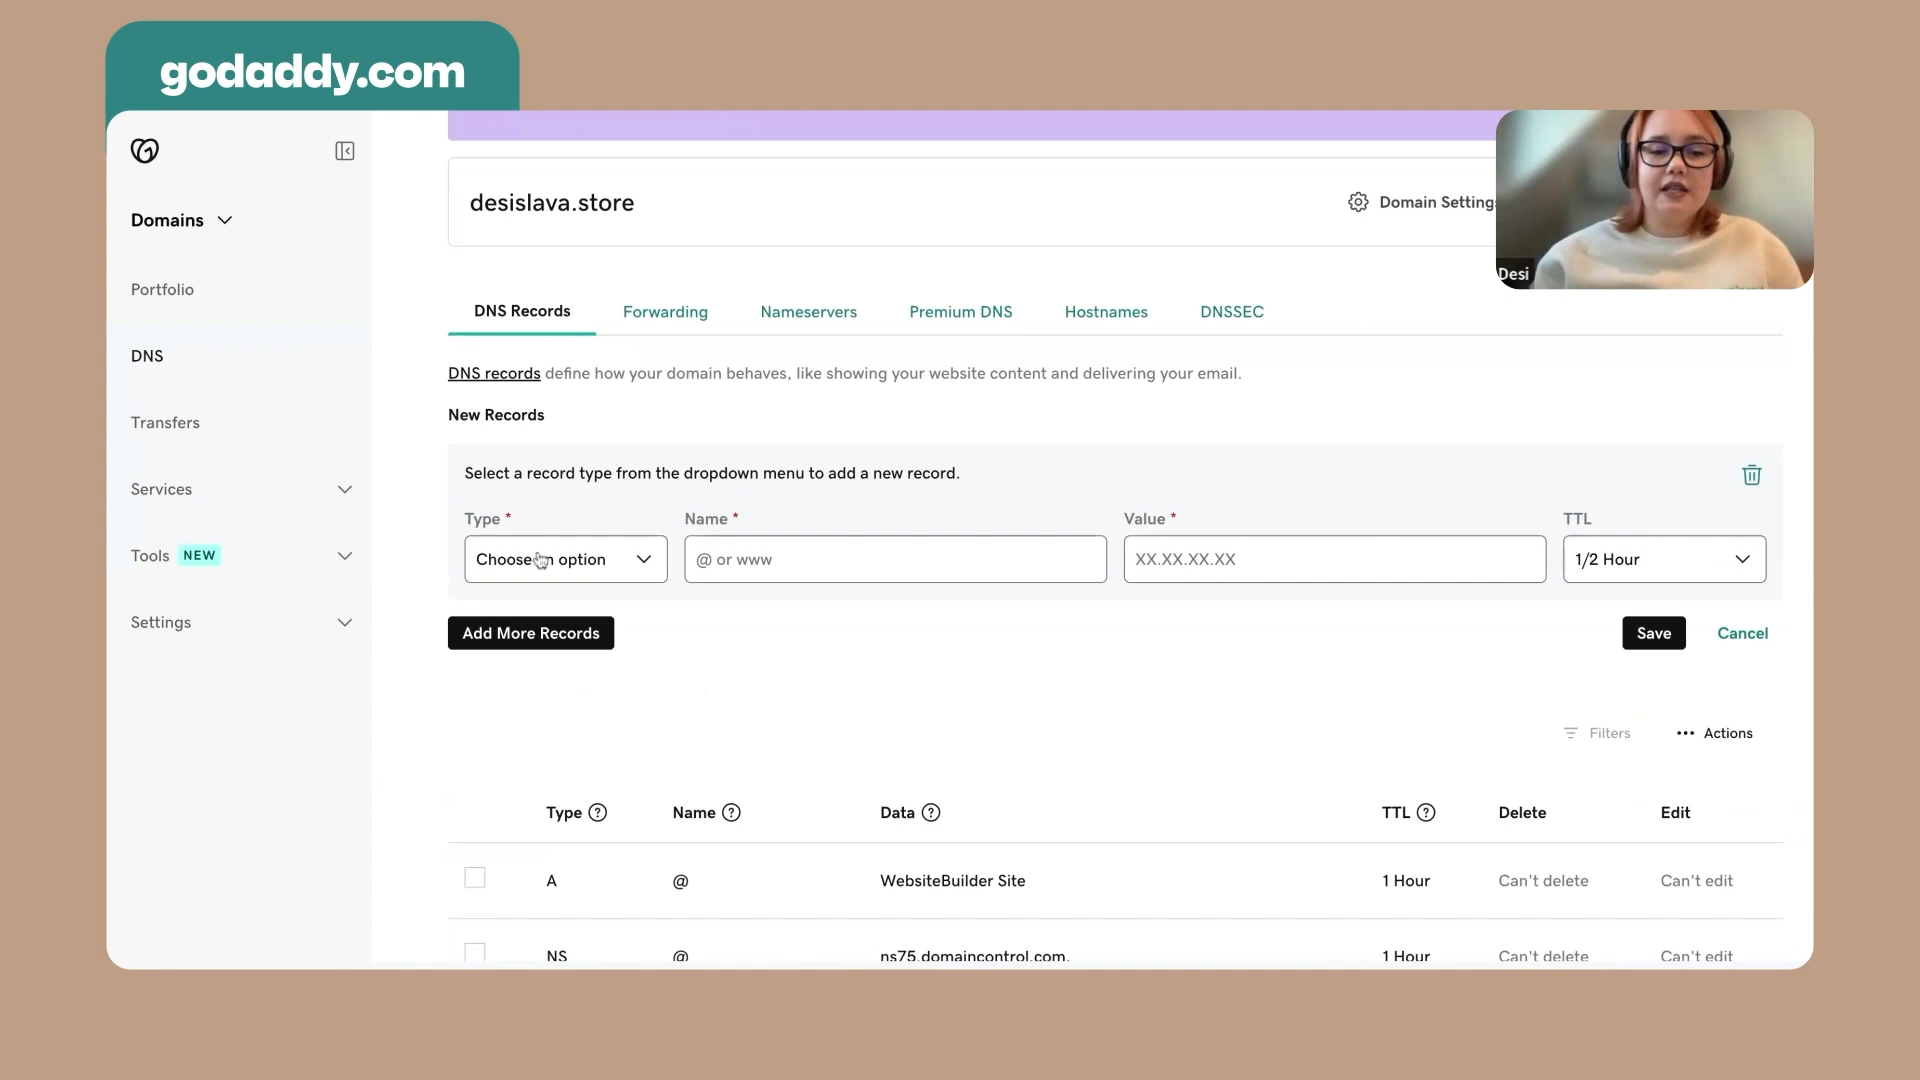 godaddy.com
Domains
Portfolio
DNS
Transfers
Services
Tools NEW
Settings
desislava.store
Domain Settings
Desi
DNS Records Forwarding Nameservers Premium DNS Hostnames DNSSEC
DNS records define how your domain behaves, like showing your website content and delivering your email.
New Records
Select a record type from the dropdown menu to add a new record.
Type * Name * Value * TTL
Choose an option @ or www XX.XX.XX.XX 1/2 Hour
Add More Records Save Cancel
Filters ••• Actions
Type ? Name ? Data ? TTL ? Delete Edit
A @ WebsiteBuilder Site 1 Hour Can't delete Can't edit
NS @ ns75.domaincontrol.com. 1 Hour Can't delete Can't edit